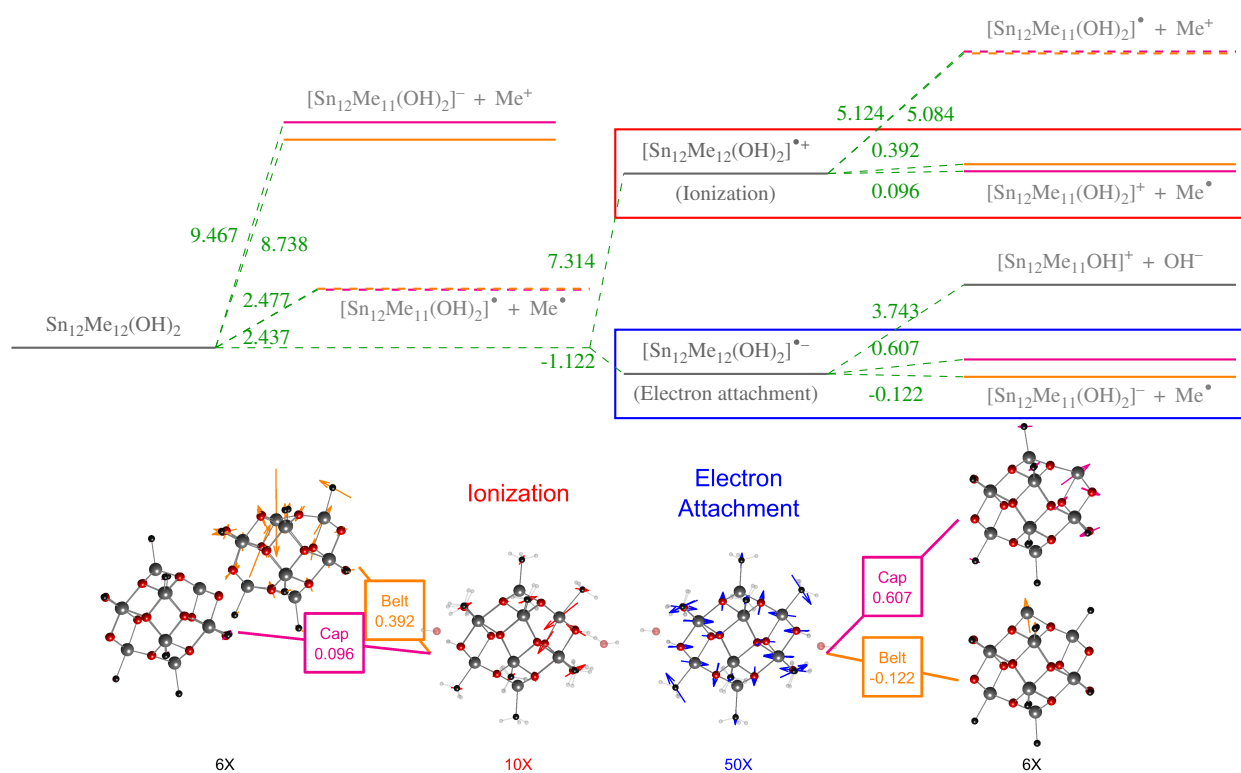 [Sn₁₂Me₁₁(OH)₂]• + Me⁺
[Sn₁₂Me₁₁(OH)₂]⁻ + Me⁺
5.124
5.084
[Sn₁₂Me₁₂(OH)₂]•⁺
0.392
(Ionization)
0.096
[Sn₁₂Me₁₁(OH)₂]⁺ + Me•
9.467
8.738
7.314
[Sn₁₂Me₁₁OH]⁺ + OH⁻
2.477
[Sn₁₂Me₁₁(OH)₂]• + Me•
3.743
Sn₁₂Me₁₂(OH)₂
2.437
-1.122
[Sn₁₂Me₁₂(OH)₂]•⁻
0.607
(Electron attachment)
-0.122
[Sn₁₂Me₁₁(OH)₂]⁻ + Me•
Ionization
Electron
Attachment
Belt
0.392
Cap
0.096
Cap
0.607
Belt
-0.122
6X
10X
50X
6X